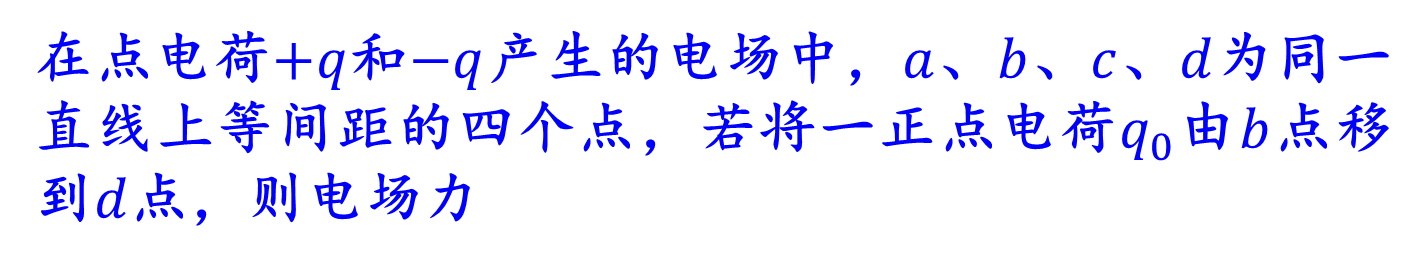 在点电荷+q和−q产生的电场中，a、b、c、d为同一
直线上等间距的四个点，若将一正点电荷q₀由b点移
到d点，则电场力